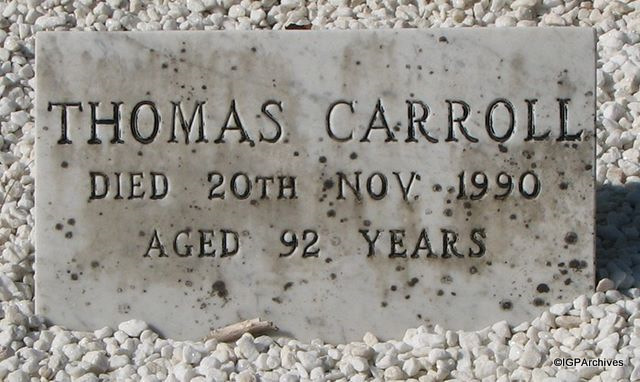 THOMAS CARROLL
DIED 20TH NOV. 1990
AGED 92 YEARS
©IGPArchives